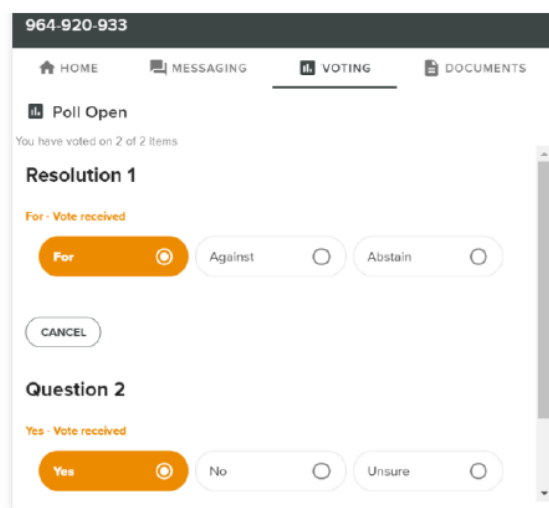 964-920-933
HOME MESSAGING VOTING DOCUMENTS
Poll Open
You have voted on 2 of 2 Items
Resolution 1
For - Vote received
For Against Abstain
CANCEL
Question 2
Yes - Vote received
Yes No Unsure